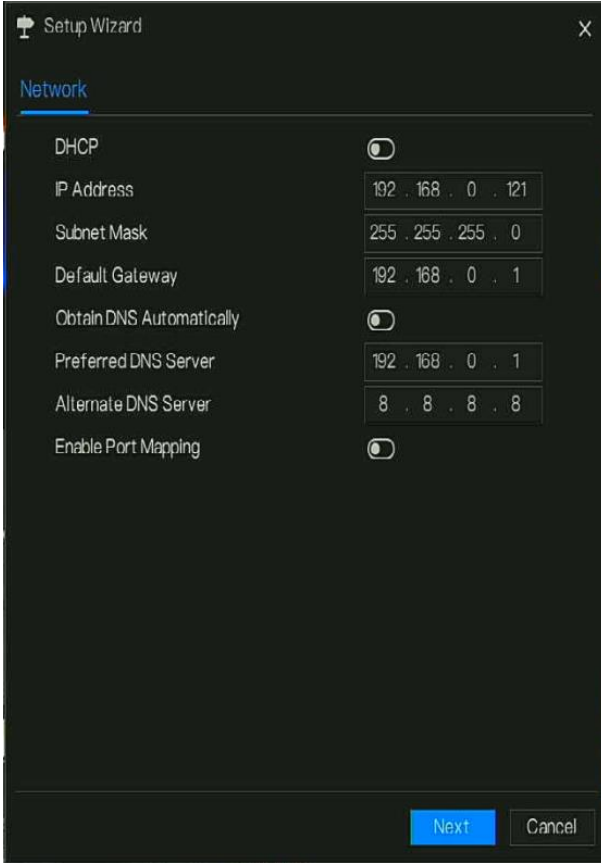 Setup Wizard X
Network
DHCP
IP Address 192 . 168 . 0 . 121
Subnet Mask 255 . 255 . 255 . 0
Default Gateway 192 . 168 . 0 . 1
Obtain DNS Automatically
Preferred DNS Server 192 . 168 . 0 . 1
Alternate DNS Server 8 . 8 . 8 . 8
Enable Port Mapping
Next Cancel